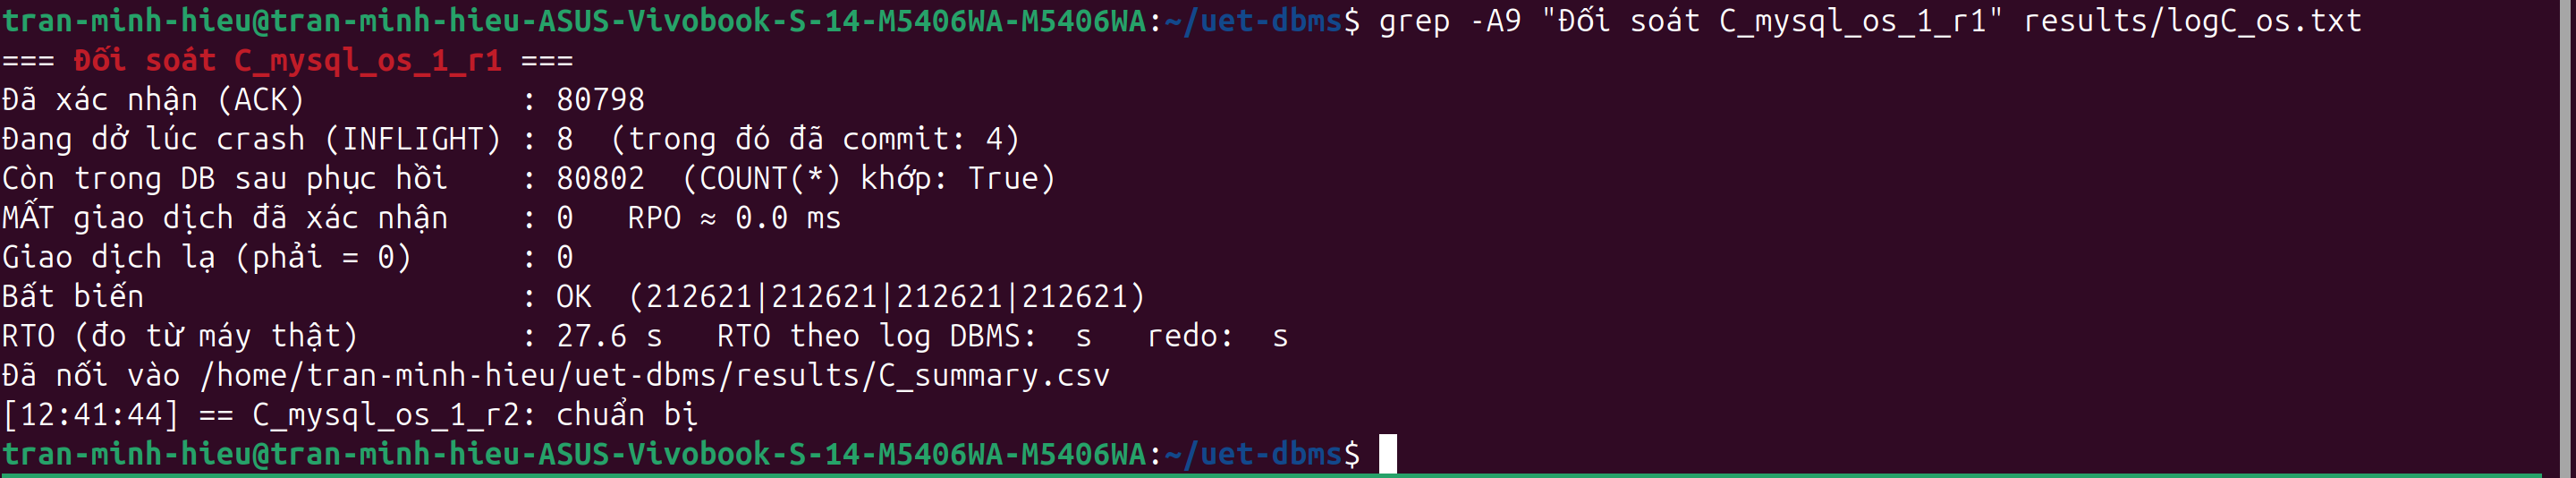 tran-minh-hieu@tran-minh-hieu-ASUS-Vivobook-S-14-M5406WA-M5406WA:~/uet-dbms$ grep -A9 "Đối soát C_mysql_os_1_r1" results/logC_os.txt
=== Đối soát C_mysql_os_1_r1 ===
Đã xác nhận (ACK)            : 80798
Đang dở lúc crash (INFLIGHT) : 8  (trong đó đã commit: 4)
Còn trong DB sau phục hồi    : 80802  (COUNT(*) khớp: True)
MẤT giao dịch đã xác nhận    : 0   RPO ≈ 0.0 ms
Giao dịch lạ (phải = 0)      : 0
Bất biến                     : OK  (212621|212621|212621|212621)
RTO (đo từ máy thật)         : 27.6 s   RTO theo log DBMS:  s   redo:  s
Đã nối vào /home/tran-minh-hieu/uet-dbms/results/C_summary.csv
[12:41:44] == C_mysql_os_1_r2: chuẩn bị
tran-minh-hieu@tran-minh-hieu-ASUS-Vivobook-S-14-M5406WA-M5406WA:~/uet-dbms$